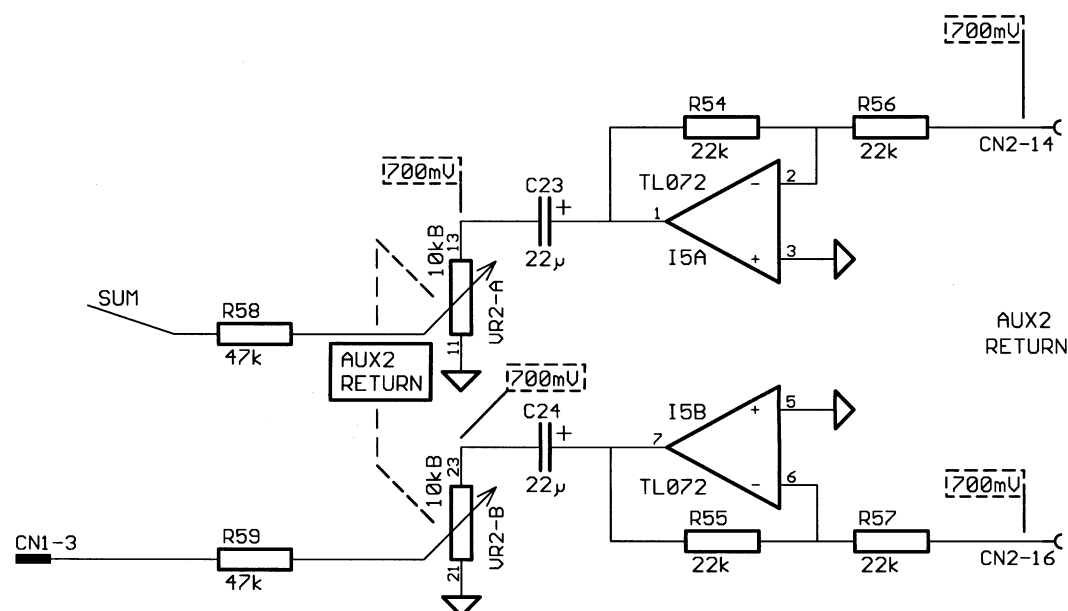 700mV
R54
R56
22k
22k
CN2-14
700mV
C23
+
22µ
TL072
I5A
-
+
1
2
3
10kB
13
11
VR2-A
SUM
R58
47k
AUX2
RETURN
AUX2
RETURN
700mV
C24
+
22µ
I5B
TL072
+
-
7
5
6
10kB
23
21
VR2-B
700mV
R55
R57
22k
22k
CN2-16
CN1-3
R59
47k